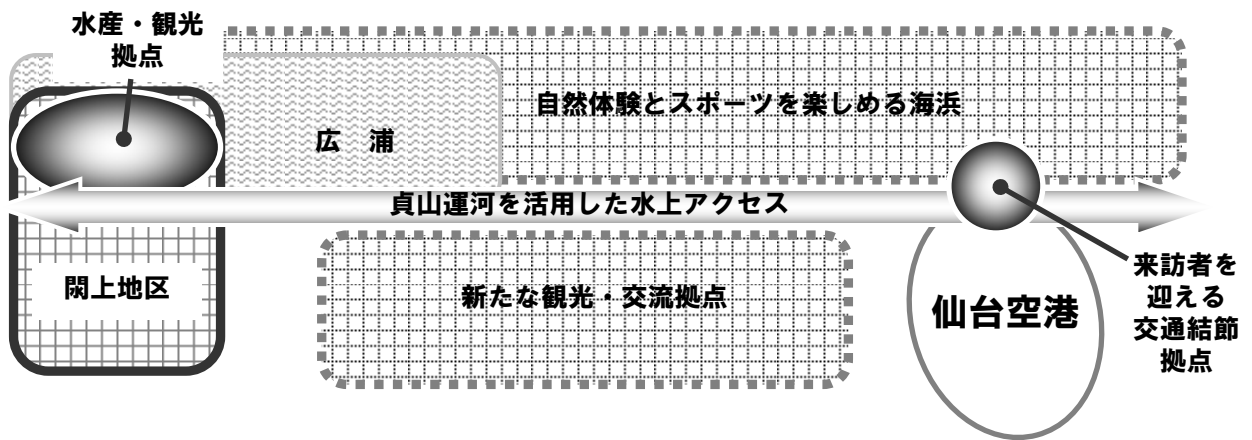 水産・観光
拠点
自然体験とスポーツを楽しめる海浜
広　浦
貞山運河を活用した水上アクセス
閖上地区
新たな観光・交流拠点
仙台空港
来訪者を
迎える
交通結節
拠点